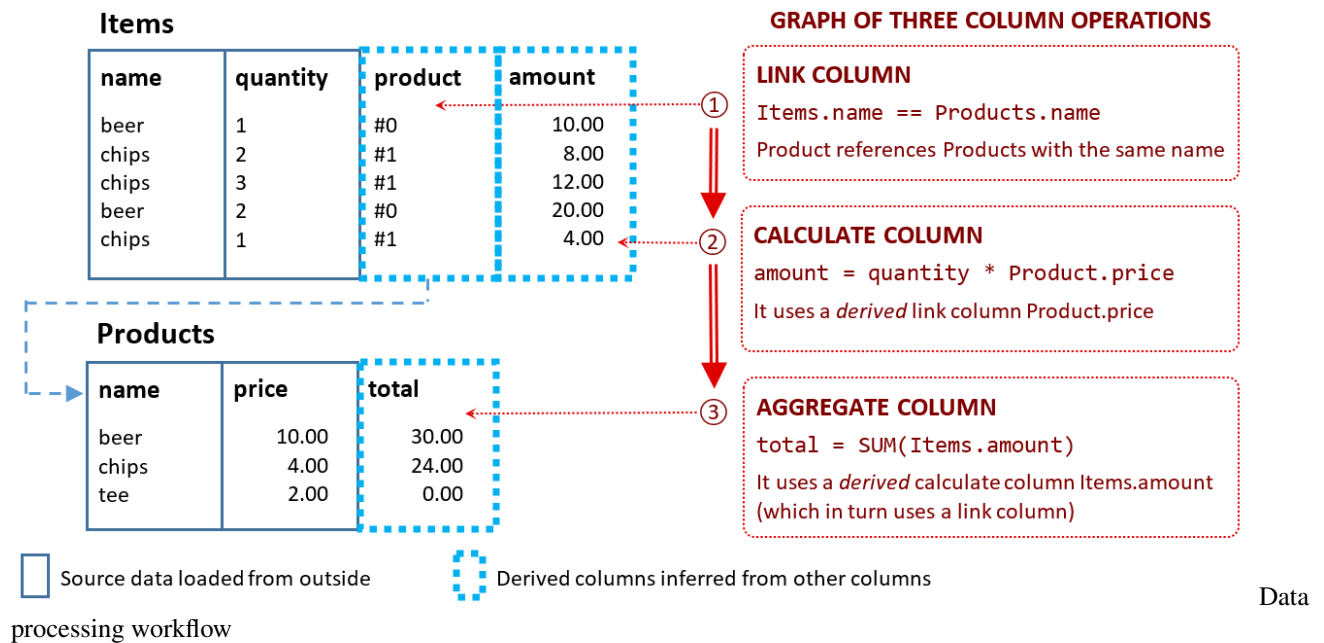 Items
GRAPH OF THREE COLUMN OPERATIONS
name quantity product amount
beer 1 #0 10.00
chips 2 #1 8.00
chips 3 #1 12.00
beer 2 #0 20.00
chips 1 #1 4.00
1
LINK COLUMN
Items.name == Products.name
Product references Products with the same name
2
CALCULATE COLUMN
amount = quantity * Product.price
It uses a derived link column Product.price
Products
name price total
beer 10.00 30.00
chips 4.00 24.00
tee 2.00 0.00
3
AGGREGATE COLUMN
total = SUM(Items.amount)
It uses a derived calculate column Items.amount
(which in turn uses a link column)
Source data loaded from outside
Derived columns inferred from other columns
Data
processing workflow